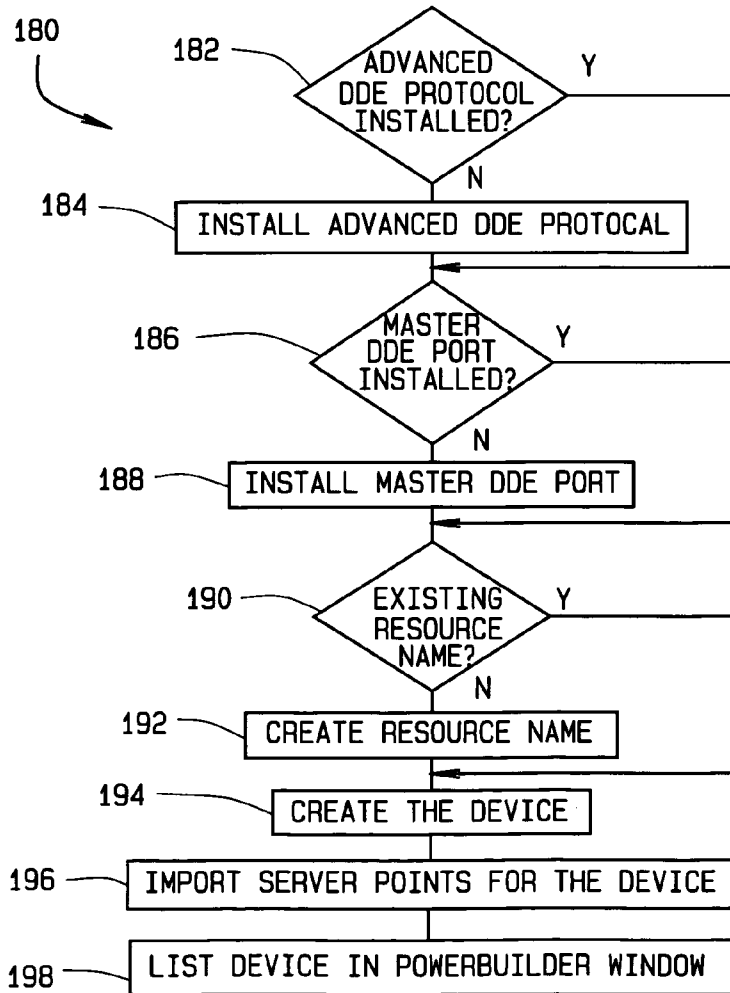 180
182
ADVANCED
DDE PROTOCOL
INSTALLED?
Y
N
184
INSTALL ADVANCED DDE PROTOCAL
186
MASTER
DDE PORT
INSTALLED?
Y
N
188
INSTALL MASTER DDE PORT
190
EXISTING
RESOURCE
NAME?
Y
N
192
CREATE RESOURCE NAME
194
CREATE THE DEVICE
196
IMPORT SERVER POINTS FOR THE DEVICE
198
LIST DEVICE IN POWERBUILDER WINDOW